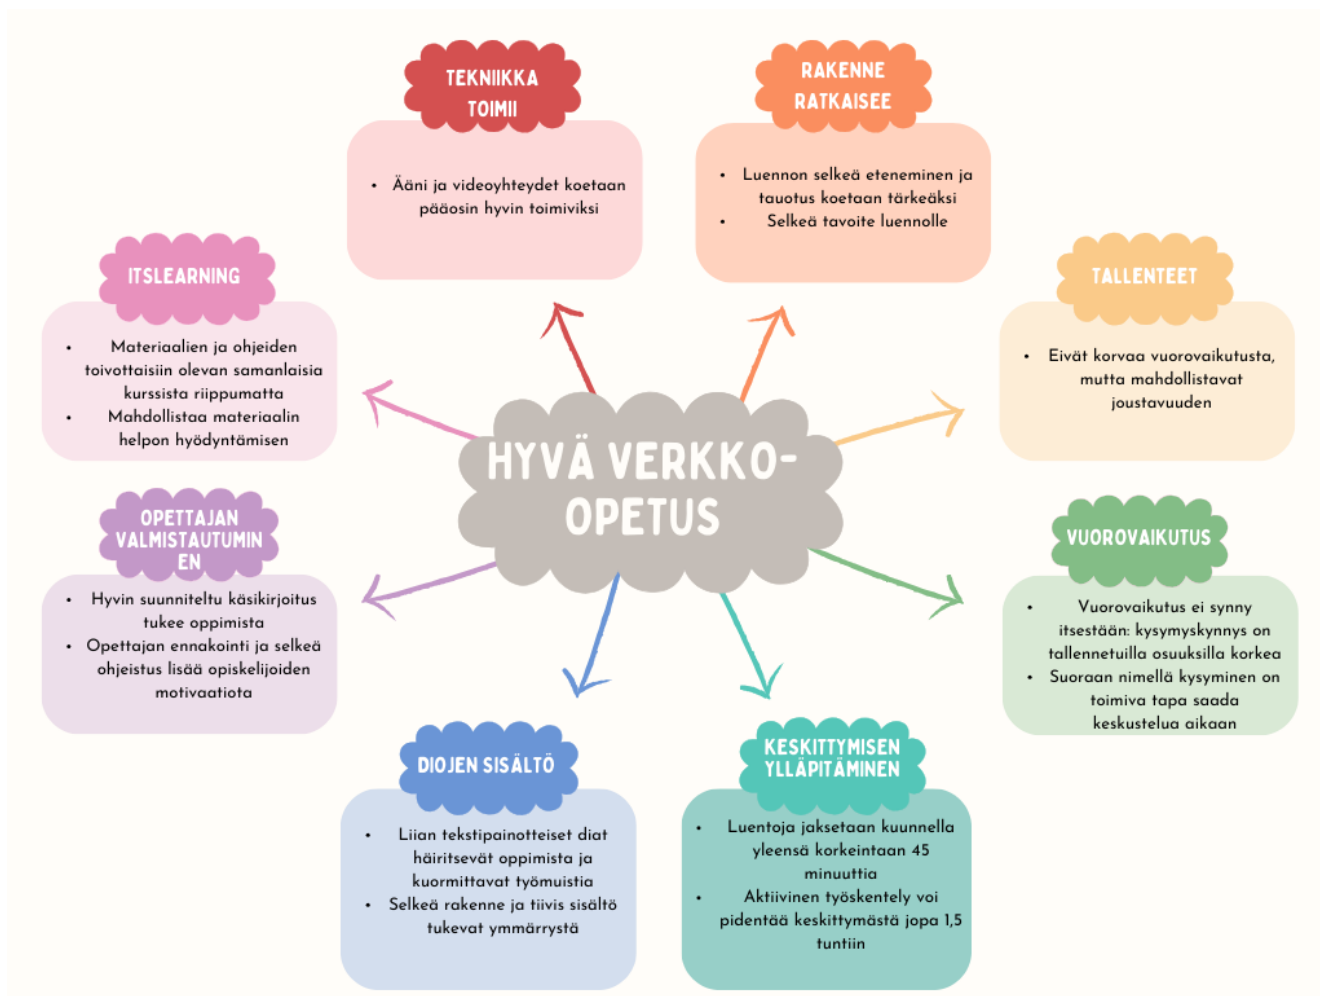 TEKNIIKKA
TOIMII
• Ääni ja videoyhteydet koetaan
pääosin hyvin toimiviksi
RAKENNE
RATKAISEE
• Luennon selkeä eteneminen ja
tauotus koetaan tärkeäksi
• Selkeä tavoite luennolle
ITSLEARNING
• Materiaalien ja ohjeiden
toivottaisiin olevan samanlaisia
kurssista riippumatta
• Mahdollistaa materiaalin
helpon hyödyntämisen
TALLENTEET
• Eivät korvaa vuorovaikutusta,
mutta mahdollistavat
joustavuuden
HYVÄ VERKKO-
OPETUS
OPETTAJAN
VALMISTAUTUMIN
EN
• Hyvin suunniteltu käsikirjoitus
tukee oppimista
• Opettajan ennakointi ja selkeä
ohjeistus lisää opiskelijoiden
motivaatiota
VUOROVAIKUTUS
• Vuorovaikutus ei synny
itsestään: kysymyskynnys on
tallennetuilla osuuksilla korkea
• Suoraan nimellä kysyminen on
toimiva tapa saada
keskustelua aikaan
DIOJEN SISÄLTÖ
• Liian tekstipainotteiset diat
häiritsevät oppimista ja
kuormittavat työmuistia
• Selkeä rakenne ja tiivis sisältö
tukevat ymmärrystä
KESKITTYMISEN
YLLÄPITÄMINEN
• Luentoja jaksetaan kuunnella
yleensä korkeintaan 45
minuuttia
• Aktiivinen työskentely voi
pidentää keskittymästä jopa 1,5
tuntiin